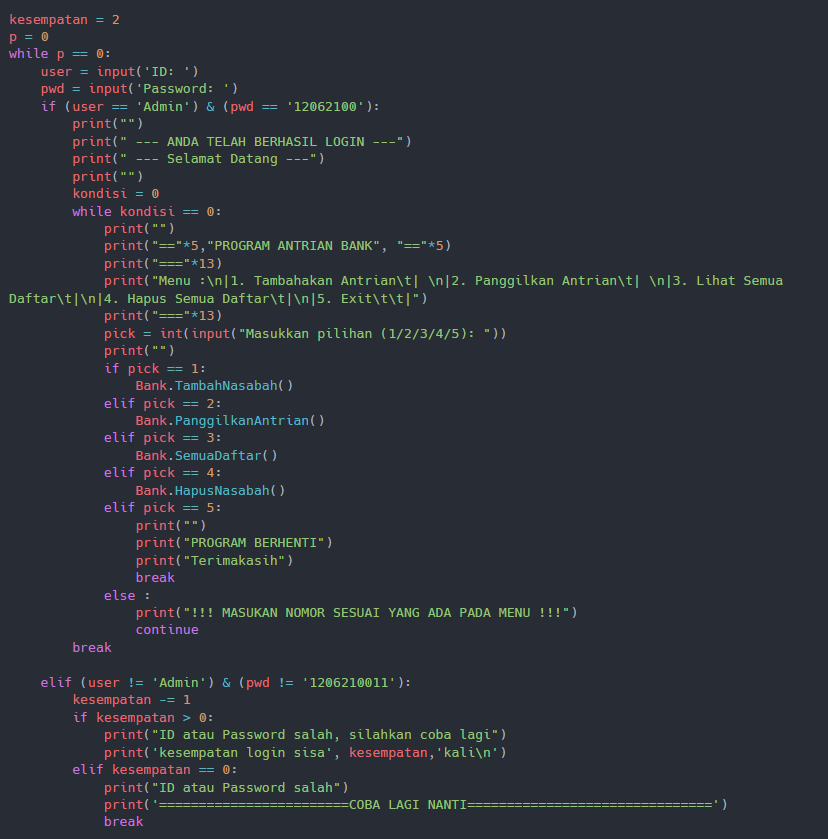 kesempatan = 2
p = 0
while p == 0:
    user = input('ID: ')
    pwd = input('Password: ')
    if (user == 'Admin') & (pwd == '12062100'):
        print("")
        print(" --- ANDA TELAH BERHASIL LOGIN ---")
        print(" --- Selamat Datang ---")
        print("")
        kondisi = 0
        while kondisi == 0:
            print("")
            print("=="*5,"PROGRAM ANTRIAN BANK", "=="*5)
            print("==="*13)
            print("Menu :\n|1. Tambahakan Antrian\t| \n|2. Panggilkan Antrian\t| \n|3. Lihat Semua
Daftar\t|\n|4. Hapus Semua Daftar\t|\n|5. Exit\t\t|")
            print("==="*13)
            pick = int(input("Masukkan pilihan (1/2/3/4/5): "))
            print("")
            if pick == 1:
                Bank.TambahNasabah()
            elif pick == 2:
                Bank.PanggilkanAntrian()
            elif pick == 3:
                Bank.SemuaDaftar()
            elif pick == 4:
                Bank.HapusNasabah()
            elif pick == 5:
                print("")
                print("PROGRAM BERHENTI")
                print("Terimakasih")
                break
            else :
                print("!!! MASUKAN NOMOR SESUAI YANG ADA PADA MENU !!!")
                continue
        break
    elif (user != 'Admin') & (pwd != '1206210011'):
        kesempatan -= 1
        if kesempatan > 0:
            print("ID atau Password salah, silahkan coba lagi")
            print('kesempatan login sisa', kesempatan,'kali\n')
        elif kesempatan == 0:
            print("ID atau Password salah")
            print('========================COBA LAGI NANTI===============================')
            break